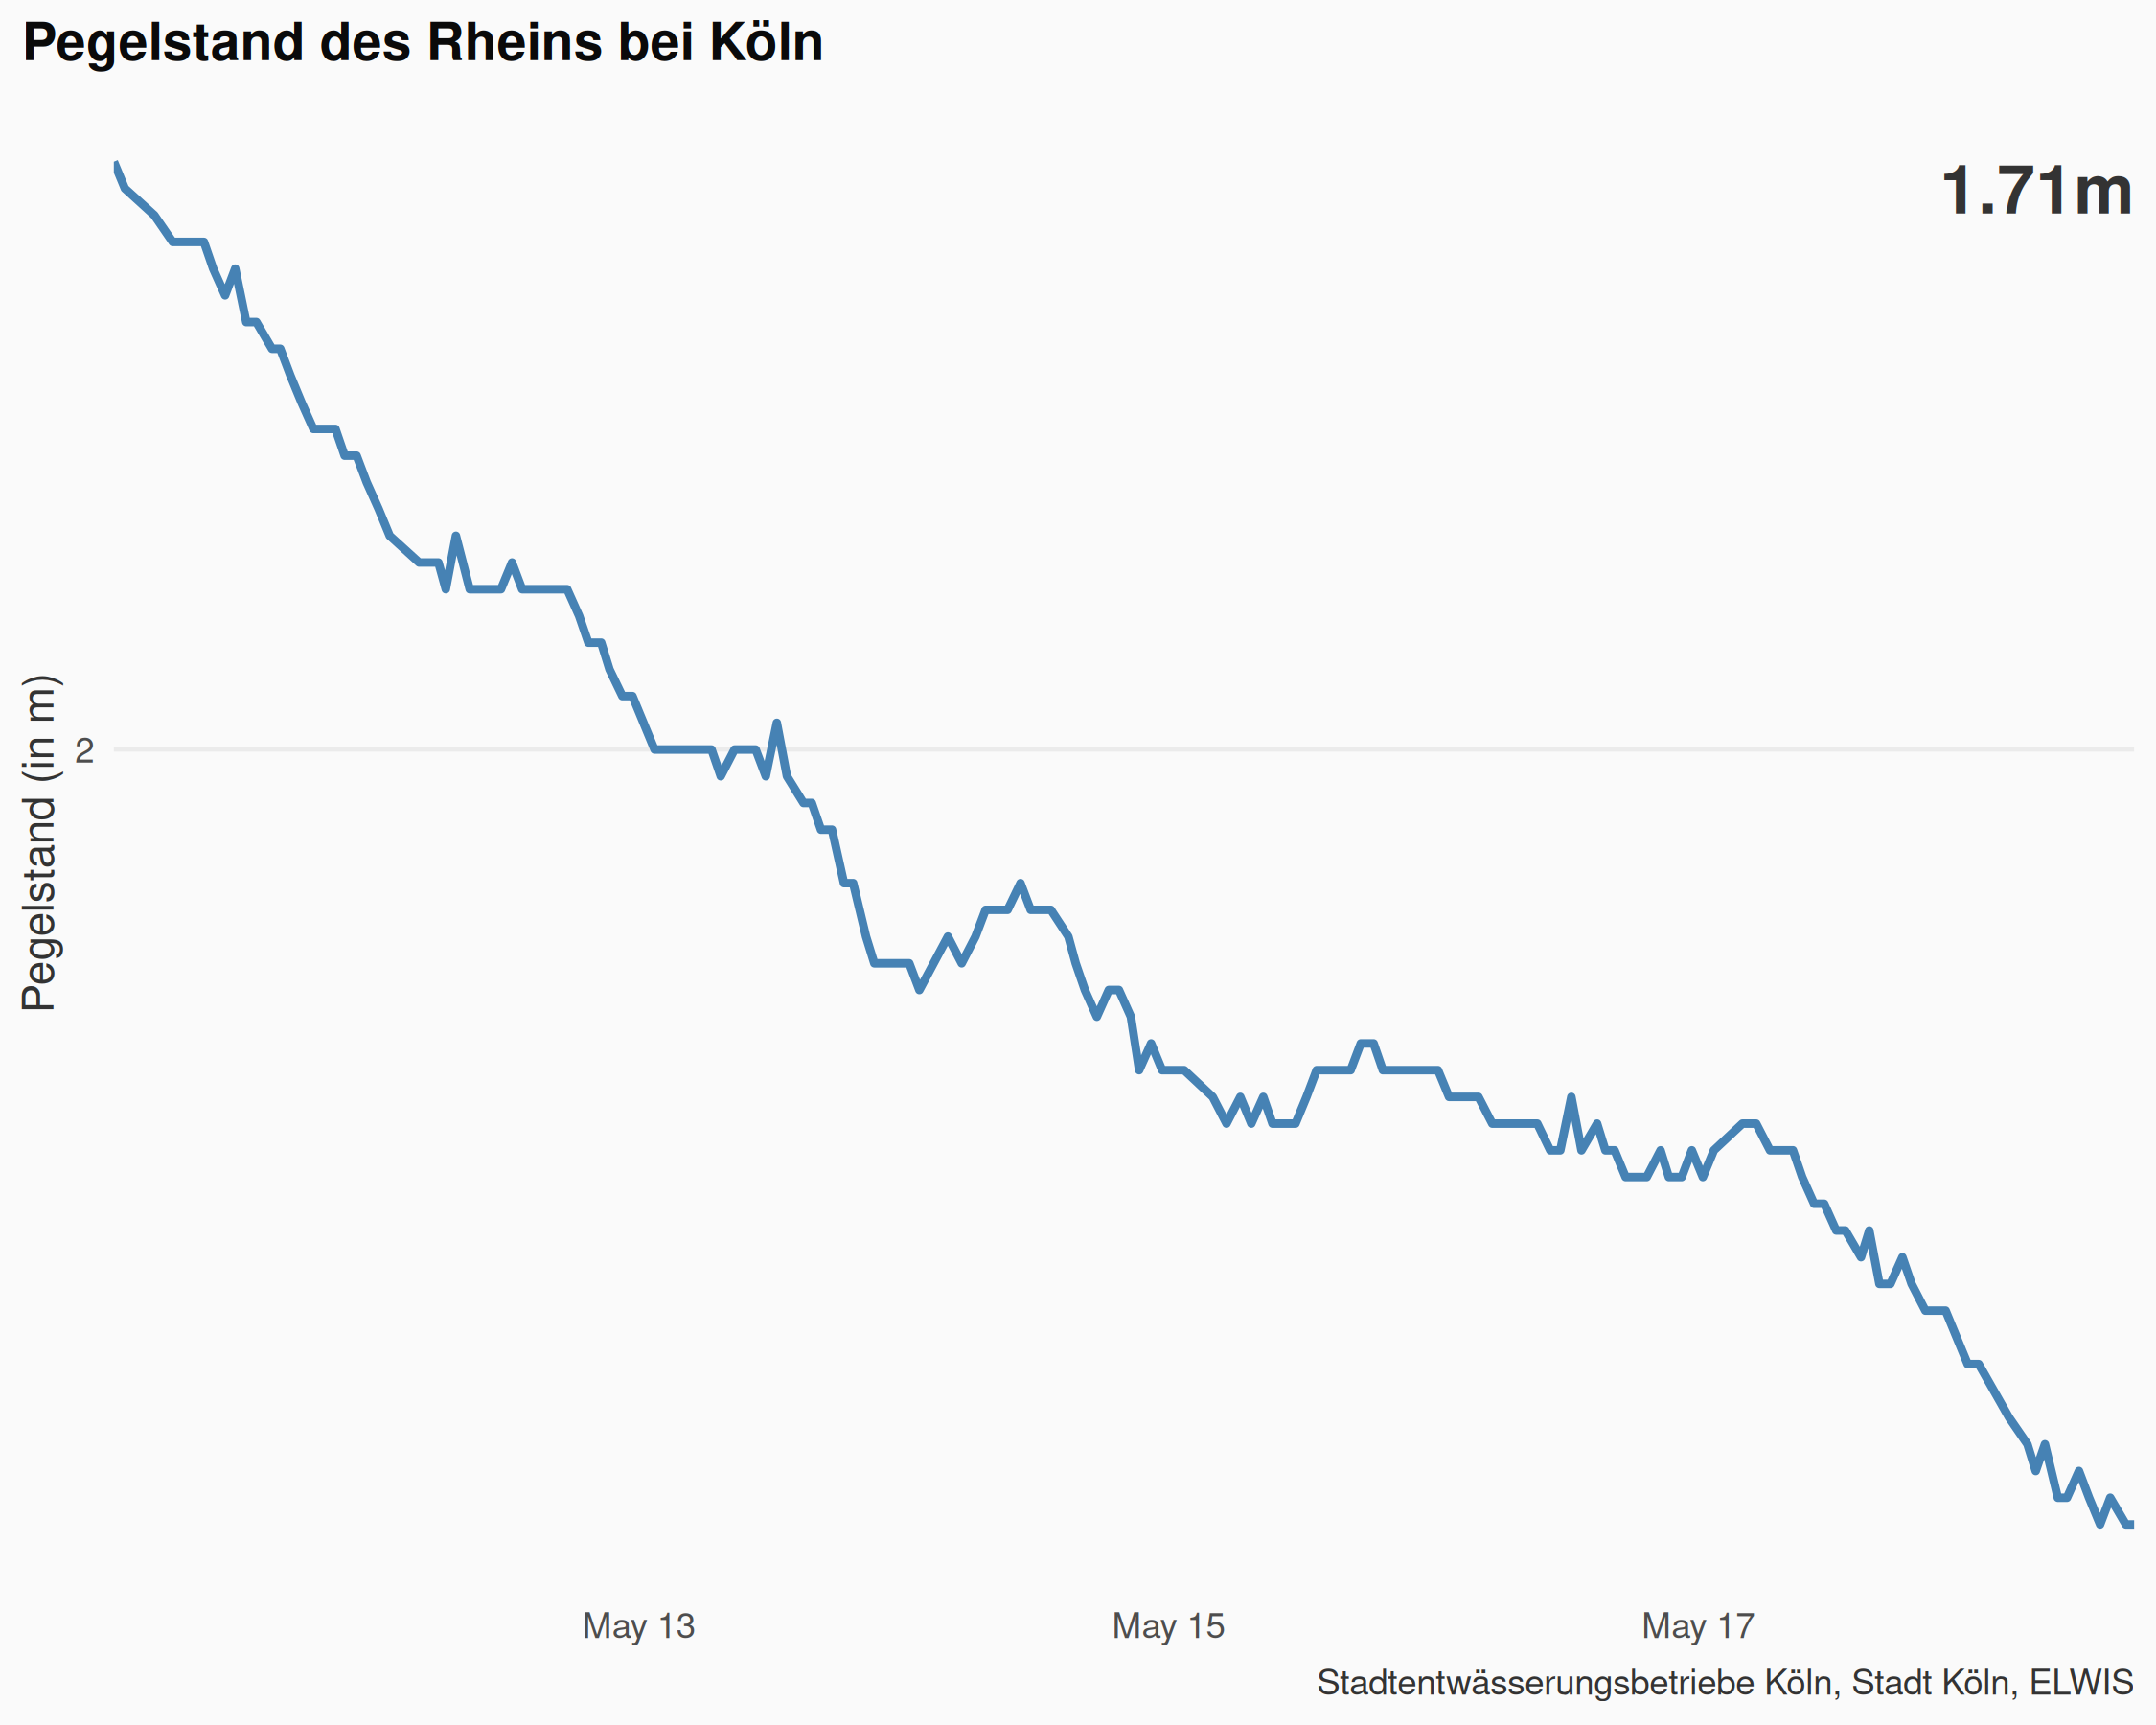 Pegelstand des Rheins bei Köln
1.71m
Pegelstand (in m)
2
May 13
May 15
May 17
Stadtentwässerungsbetriebe Köln, Stadt Köln, ELWIS